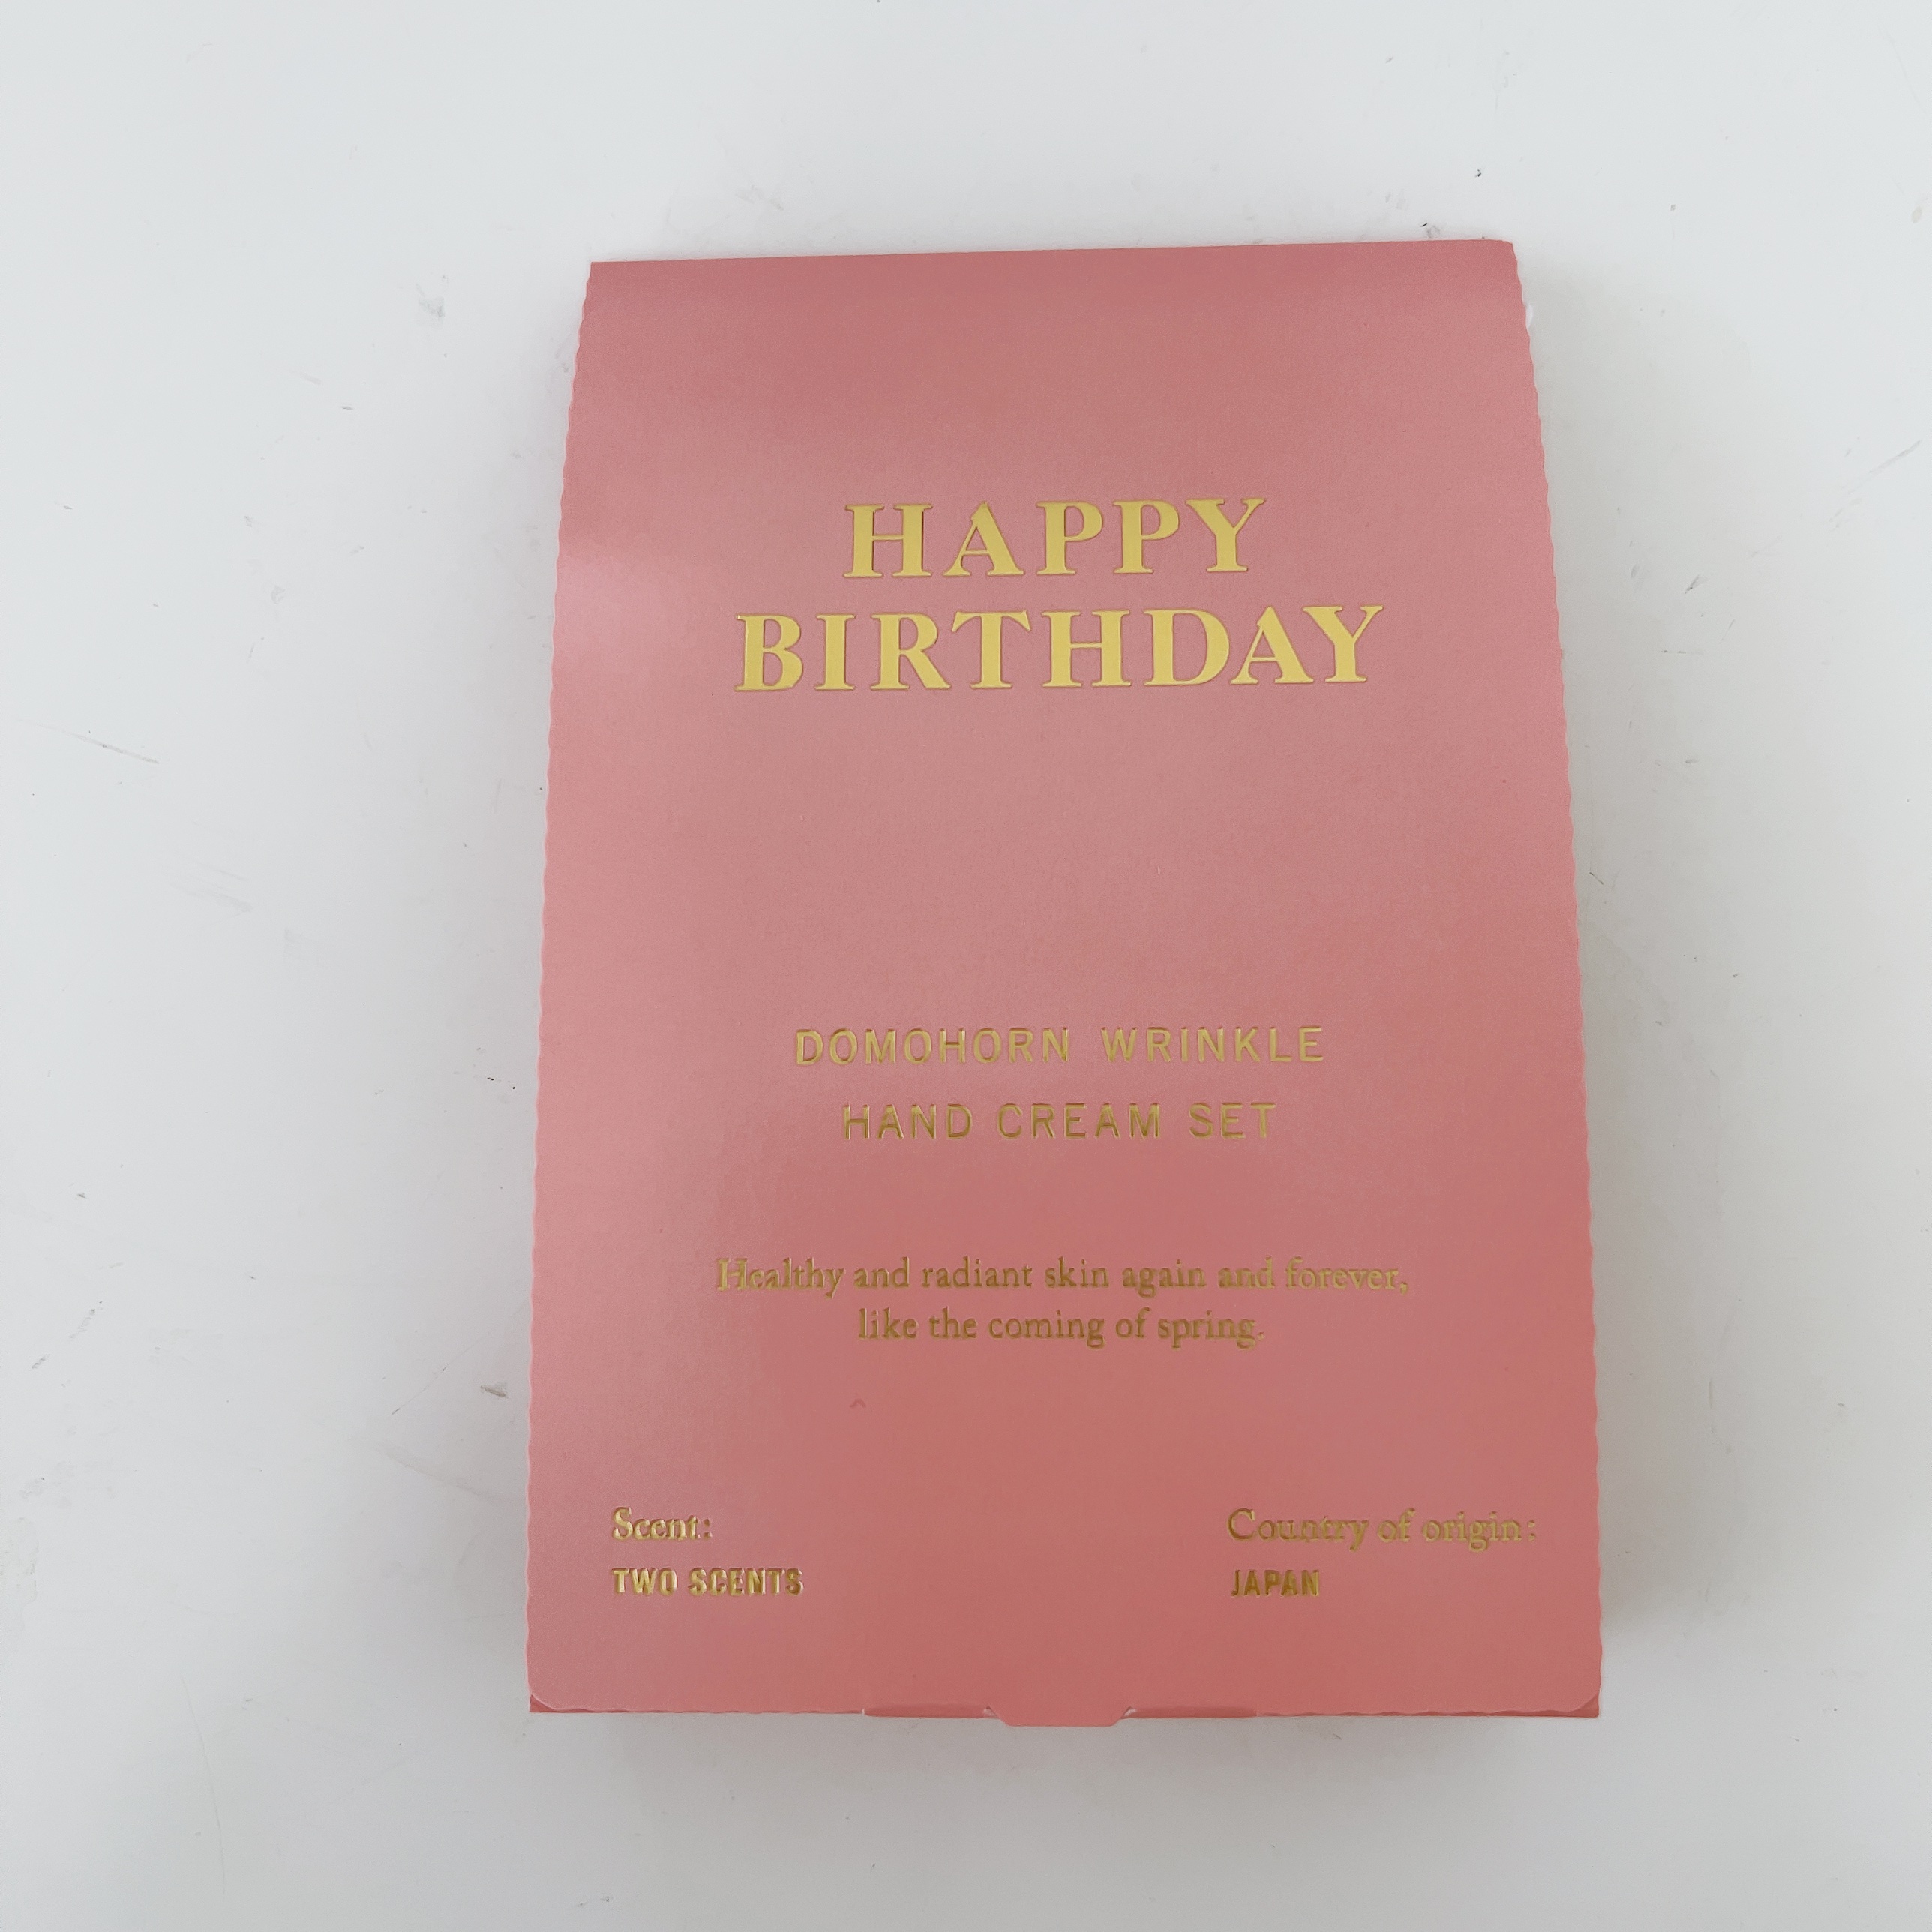 HAPPY
BIRTHDAY
DOMOHORN WRINKLE
HAND CREAM SET
Healthy and radiant skin again and forever,
like the coming of spring.
Scent:
TWO SCENTS
Country of origin:
JAPAN